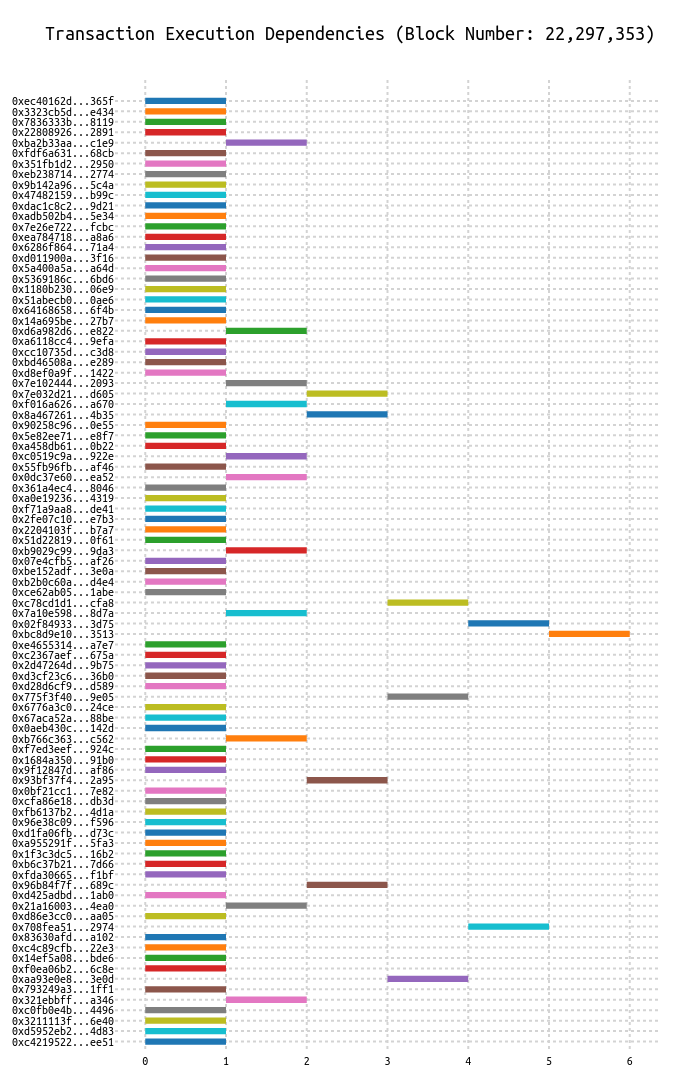 Transaction Execution Dependencies (Block Number: 22,297,353)
0xec40162d...365f
0x3323cb5d...e434
0x7836333b...8119
0x22808926...2891
0xba2b33aa...c1e9
0xfdf6a631...68cb
0x351fb1d2...2950
0xeb238714...2774
0x9b142a96...5c4a
0x47482159...b99c
0xdac1c8c2...9d21
0xadb502b4...5e34
0x7e26e722...fcbc
0xea784718...a8a6
0x6286f864...71a4
0xd011900a...3f16
0x5a400a5a...a64d
0x5369186c...6bd6
0x1180b230...06e9
0x51abecb0...0ae6
0x64168658...6f4b
0x14a695be...27b7
0xd6a982d6...e822
0xa6118cc4...9efa
0xcc10735d...c3d8
0xbd46508a...e289
0xd8ef0a9f...1422
0x7e102444...2093
0x7e032d21...d605
0xf016a626...a670
0x8a467261...4b35
0x90258c96...0e55
0x5e82ee71...e8f7
0xa458db61...0b22
0xc0519c9a...922e
0x55fb96fb...af46
0x0dc37e60...ea52
0x361a4ec4...8046
0xa0e19236...4319
0xf71a9aa8...de41
0x2fe07c10...e7b3
0x2204103f...b7a7
0x51d22819...0f61
0xb9029c99...9da3
0x07e4cfb5...af26
0xbe152adf...3e0a
0xb2b0c60a...d4e4
0xce62ab05...1abe
0xc78cd1d1...cfa8
0x7a10e598...8d7a
0x02f84933...3d75
0xbc8d9e10...3513
0xe4655314...a7e7
0xc2367aef...675a
0x2d47264d...9b75
0xd3cf23c6...36b0
0xd28d6cf9...d589
0x775f3f40...9e05
0x6776a3c0...24ce
0x67aca52a...88be
0x0aeb430c...142d
0xb766c363...c562
0xf7ed3eef...924c
0x1684a350...91b0
0x9f12847d...af86
0x93bf37f4...2a95
0x0bf21cc1...7e82
0xcfa86e18...db3d
0xfb6137b2...4d1a
0x96e38c09...f596
0xd1fa06fb...d73c
0xa955291f...5fa3
0x1f3c3dc5...16b2
0xb6c37b21...7d66
0xfda30665...f1bf
0x96b84f7f...689c
0xd425adbd...1ab0
0x21a16003...4ea0
0xd86e3cc0...aa05
0x708fea51...2974
0x83630afd...a102
0xc4c89cfb...22e3
0x14ef5a08...bde6
0xf0ea06b2...6c8e
0xaa93e0e8...3e0d
0x793249a3...1ff1
0x321ebbff...a346
0xc0fb0e4b...4496
0x3211113f...6e40
0xd5952eb2...4d83
0xc4219522...ee51
0 1 2 3 4 5 6